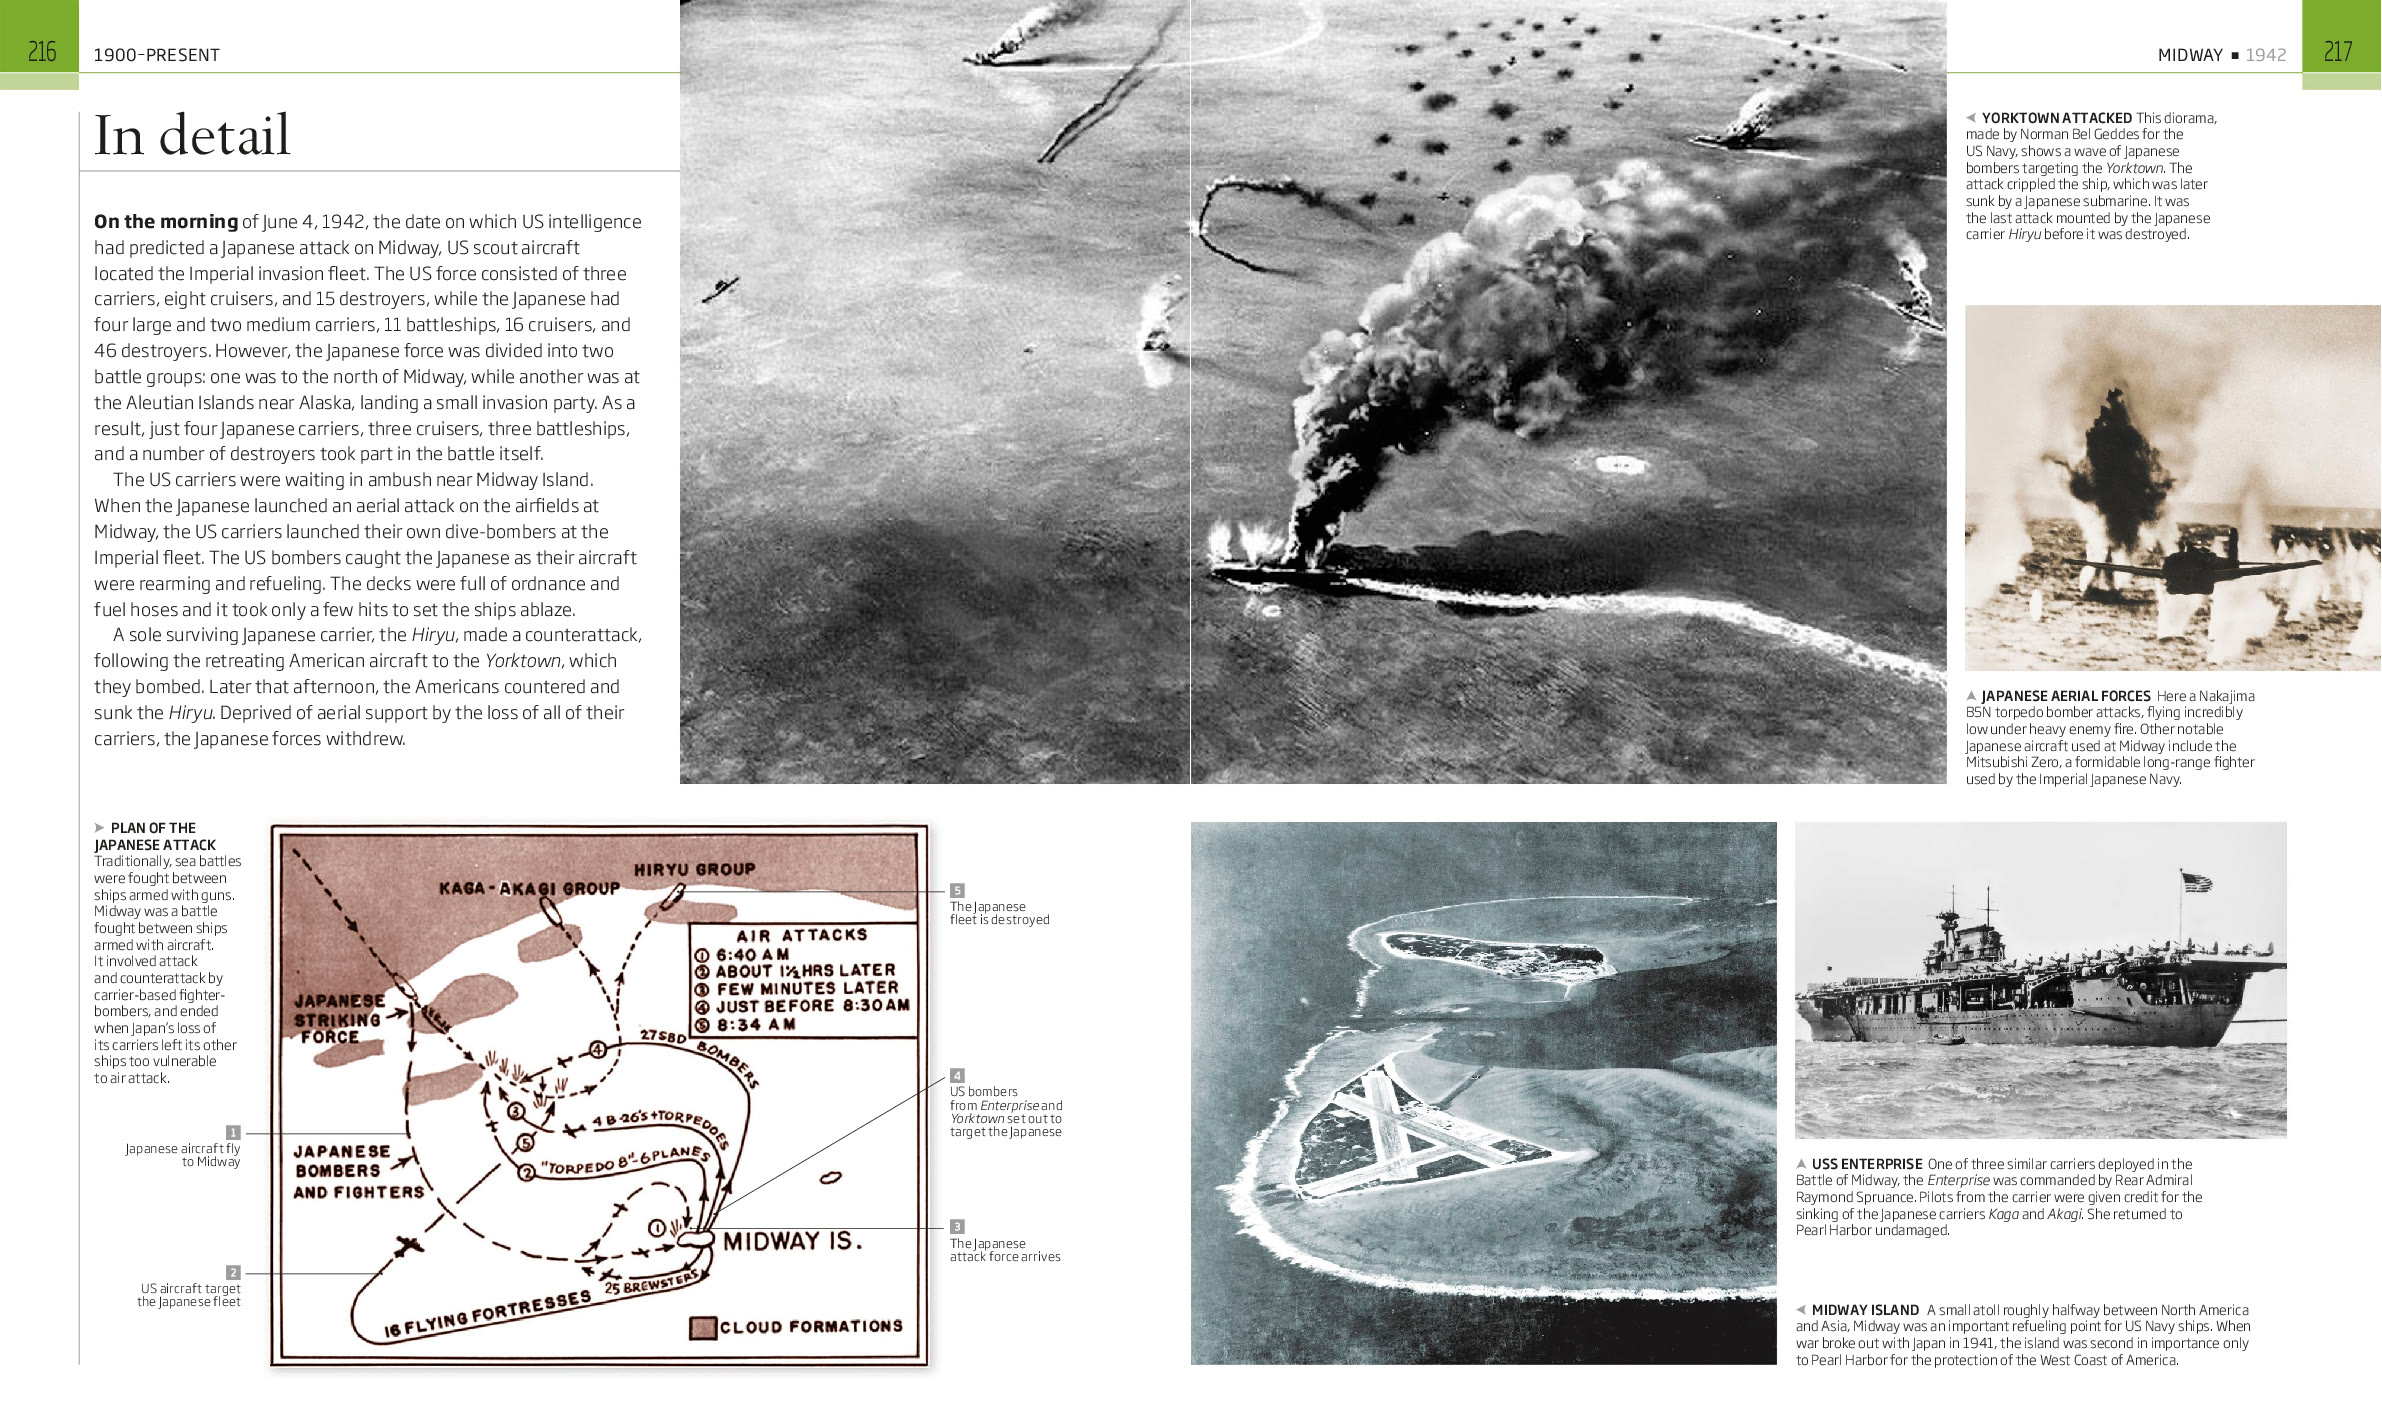 216
1900–PRESENT
MIDWAY ■ 1942
217
In detail
On the morning of June 4, 1942, the date on which US intelligence
had predicted a Japanese attack on Midway, US scout aircraft
located the Imperial invasion fleet. The US force consisted of three
carriers, eight cruisers, and 15 destroyers, while the Japanese had
four large and two medium carriers, 11 battleships, 16 cruisers, and
46 destroyers. However, the Japanese force was divided into two
battle groups: one was to the north of Midway, while another was at
the Aleutian Islands near Alaska, landing a small invasion party. As a
result, just four Japanese carriers, three cruisers, three battleships,
and a number of destroyers took part in the battle itself.
The US carriers were waiting in ambush near Midway Island.
When the Japanese launched an aerial attack on the airfields at
Midway, the US carriers launched their own dive-bombers at the
Imperial fleet. The US bombers caught the Japanese as their aircraft
were rearming and refueling. The decks were full of ordnance and
fuel hoses and it took only a few hits to set the ships ablaze.
A sole surviving Japanese carrier, the Hiryu, made a counterattack,
following the retreating American aircraft to the Yorktown, which
they bombed. Later that afternoon, the Americans countered and
sunk the Hiryu. Deprived of aerial support by the loss of all of their
carriers, the Japanese forces withdrew.
YORKTOWN ATTACKED This diorama,
made by Norman Bel Geddes for the
US Navy, shows a wave of Japanese
bombers targeting the Yorktown. The
attack crippled the ship, which was later
sunk by a Japanese submarine. It was
the last attack mounted by the Japanese
carrier Hiryu before it was destroyed.
JAPANESE AERIAL FORCES Here a Nakajima
B5N torpedo bomber attacks, flying incredibly
low under heavy enemy fire. Other notable
Japanese aircraft used at Midway include the
Mitsubishi Zero, a formidable long-range fighter
used by the Imperial Japanese Navy.
PLAN OF THE
JAPANESE ATTACK
Traditionally, sea battles
were fought between
ships armed with guns.
Midway was a battle
fought between ships
armed with aircraft.
It involved attack
and counterattack by
carrier-based fighter-
bombers, and ended
when Japan's loss of
its carriers left its other
ships too vulnerable
to air attack.
1
Japanese aircraft fly
to Midway
2
US aircraft target
the Japanese fleet
HIRYU GROUP
KAGA-AKAGI GROUP
AIR ATTACKS
① 6:40 AM
② ABOUT 1½ HRS LATER
③ FEW MINUTES LATER
④ JUST BEFORE 8:30 AM
⑤ 8:34 AM
JAPANESE
STRIKING
FORCE
27 SBD BOMBERS
④
③
4 B-26'S + TORPEDOES
⑤
JAPANESE
BOMBERS
AND FIGHTERS
② "TORPEDO 8"-6 PLANES
①
MIDWAY IS.
25 BREWSTERS
16 FLYING FORTRESSES
CLOUD FORMATIONS
5
The Japanese
fleet is destroyed
4
US bombers
from Enterprise and
Yorktown set out to
target the Japanese
3
The Japanese
attack force arrives
USS ENTERPRISE One of three similar carriers deployed in the
Battle of Midway, the Enterprise was commanded by Rear Admiral
Raymond Spruance. Pilots from the carrier were given credit for the
sinking of the Japanese carriers Kaga and Akagi. She returned to
Pearl Harbor undamaged.
MIDWAY ISLAND A small atoll roughly halfway between North America
and Asia, Midway was an important refueling point for US Navy ships. When
war broke out with Japan in 1941, the island was second in importance only
to Pearl Harbor for the protection of the West Coast of America.